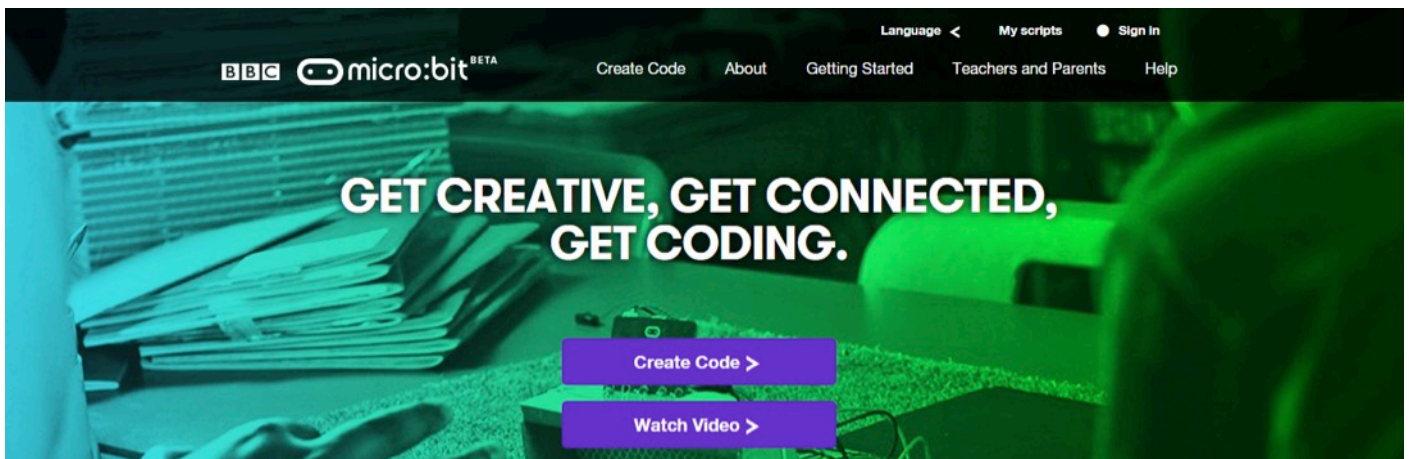 Language < My scripts Sign in
BBC micro:bit BETA Create Code About Getting Started Teachers and Parents Help
GET CREATIVE, GET CONNECTED,
GET CODING.
Create Code >
Watch Video >